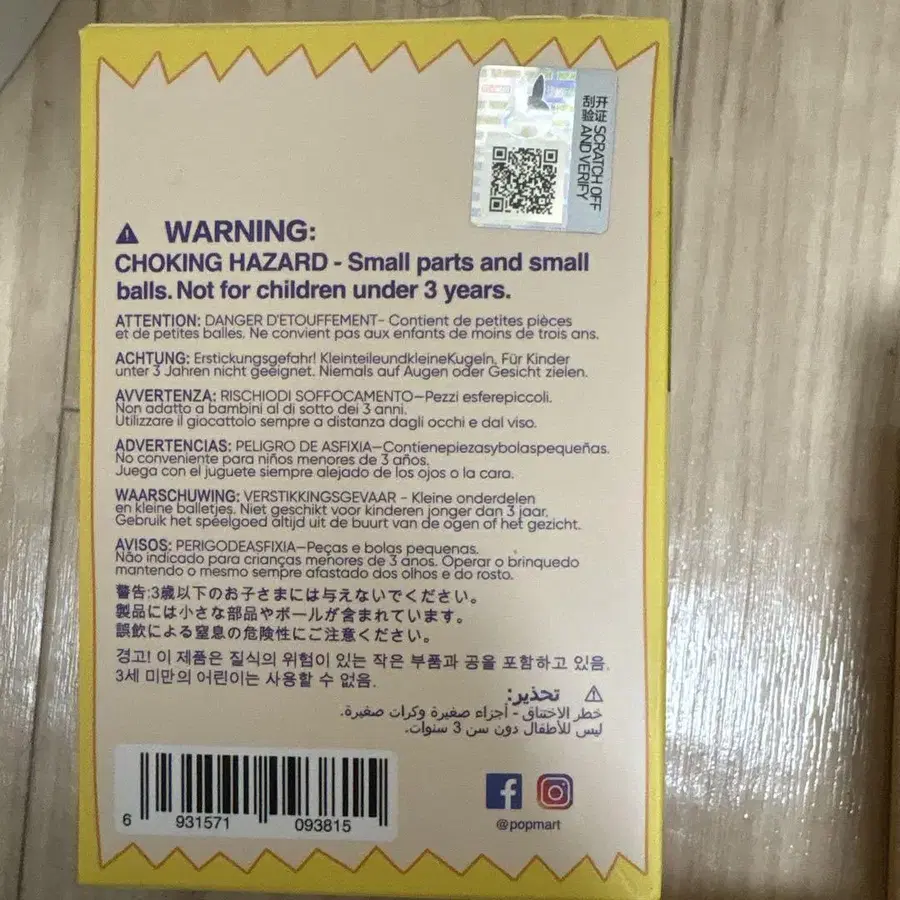 开证 SCRATCH OFF
刮验 AND VERIFY
WARNING:
CHOKING HAZARD - Small parts and small
balls. Not for children under 3 years.
ATTENTION: DANGER D'ETOUFFEMENT- Contient de petites pièces
et de petites balles. Ne convient pas aux enfants de moins de trois ans.
ACHTUNG: Erstickungsgefahr! KleinteileundkleineKugeln, Für Kinder
unter 3 Jahren nicht geeignet. Niemals auf Augen oder Gesicht zielen.
AVVERTENZA: RISCHIODI SOFFOCAMENTO-Pezzi esferepiccoli.
Non adatto a bambini al di sotto dei 3 anni.
Utilizzare il giocattolo sempre a distanza dagli occhi e dal viso.
ADVERTENCIAS: PELIGRO DE ASFIXIA-Contienepiezasybolaspequeñas.
No conveniente para niños menores de 3 años.
Juega con el juguete siempre alejado de los ojos o la cara.
WAARSCHUWING: VERSTIKKINGSGEVAAR - Kleine onderdelen
en kleine balletjes. Niet geschikt voor kinderen jonger dan 3 jaar.
Gebruik het speelgoed altijd uit de buurt van de ogen of het gezicht.
AVISOS: PERIGODEASFIXIA-Peças e bolas pequenas.
Não indicado para crianças menores de 3 anos. Operar o brinquedo
mantendo o mesmo sempre afastado dos olhos e do rosto.
警告:3歳以下のお子さまには与えないでください。
製品には小さな部品やボールが含まれています。
誤飲による窒息の危険性にご注意ください。
경고! 이 제품은 질식의 위험이 있는 작은 부품과 공을 포함하고 있음.
3세 미만의 어린이는 사용할 수 없음.
تحذير:
خطر الاختناق - أجزاء صغيرة وكرات صغيرة.
ليس للأطفال دون سن 3 سنوات.
6 931571 093815
@popmart